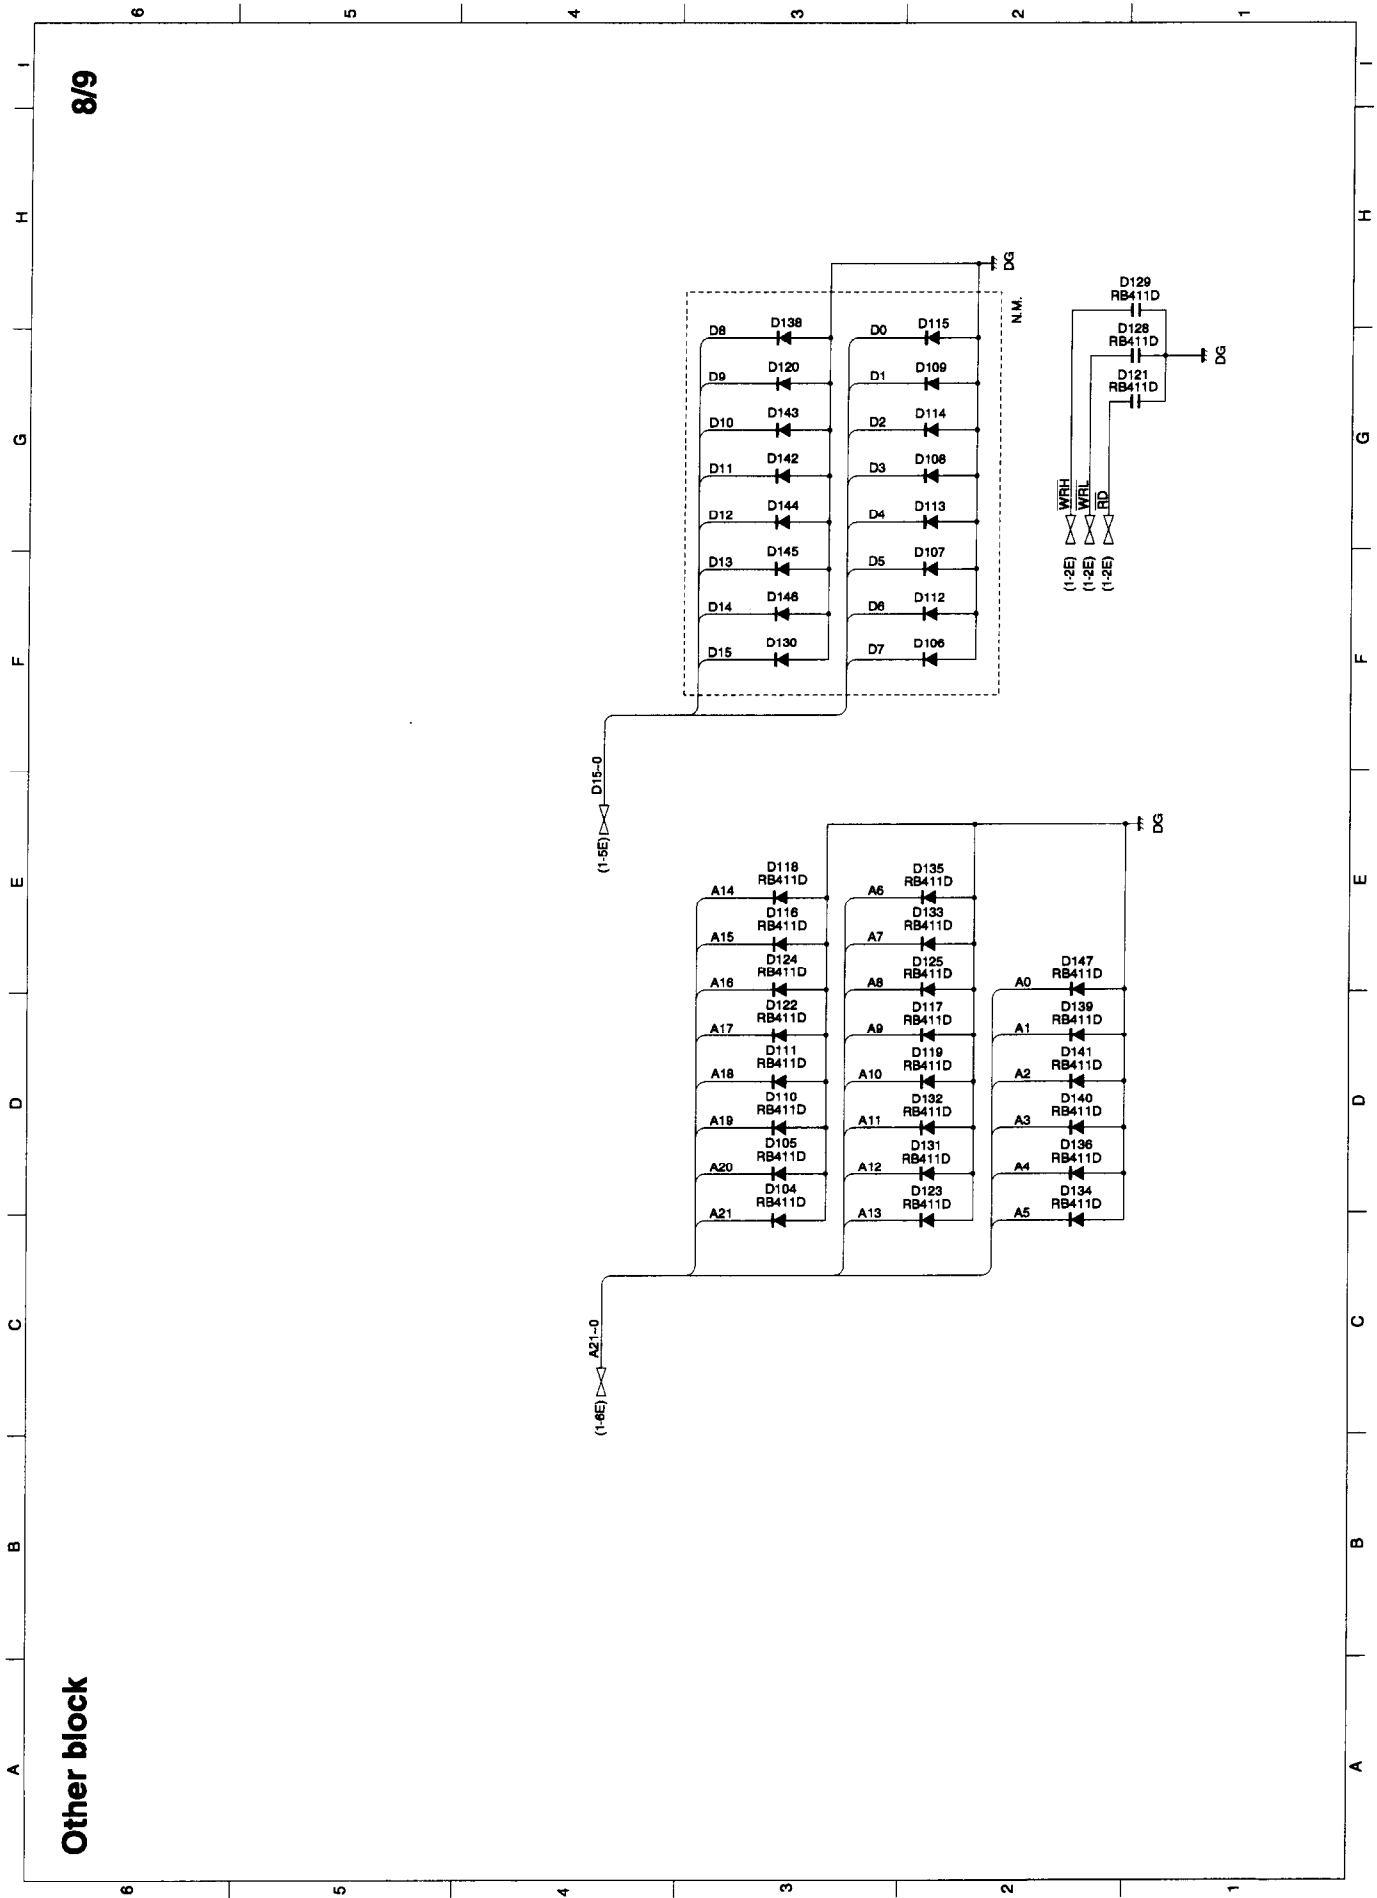 Other block
8/9
6
5
4
3
2
1
I
H
G
F
E
D
C
B
A
I
H
G
F
E
D
C
B
A
6
5
4
3
2
1
(1-5E)
D15~0
D8
D138
D9
D120
D10
D143
D11
D142
D12
D144
D13
D145
D14
D146
D15
D130
D0
D115
D1
D109
D2
D114
D3
D108
D4
D113
D5
D107
D6
D112
D7
D106
DG
N.M.
(1-2E)
WRH
(1-2E)
WRL
(1-2E)
RD
D129
RB411D
D128
RB411D
D121
RB411D
DG
(1-6E)
A21~0
A14
D118
RB411D
A15
D116
RB411D
A16
D124
RB411D
A17
D122
RB411D
A18
D111
RB411D
A19
D110
RB411D
A20
D105
RB411D
A21
D104
RB411D
A6
D135
RB411D
A7
D133
RB411D
A8
D125
RB411D
A9
D117
RB411D
A10
D119
RB411D
A11
D132
RB411D
A12
D131
RB411D
A13
D123
RB411D
A0
D147
RB411D
A1
D139
RB411D
A2
D141
RB411D
A3
D140
RB411D
A4
D136
RB411D
A5
D134
RB411D
DG